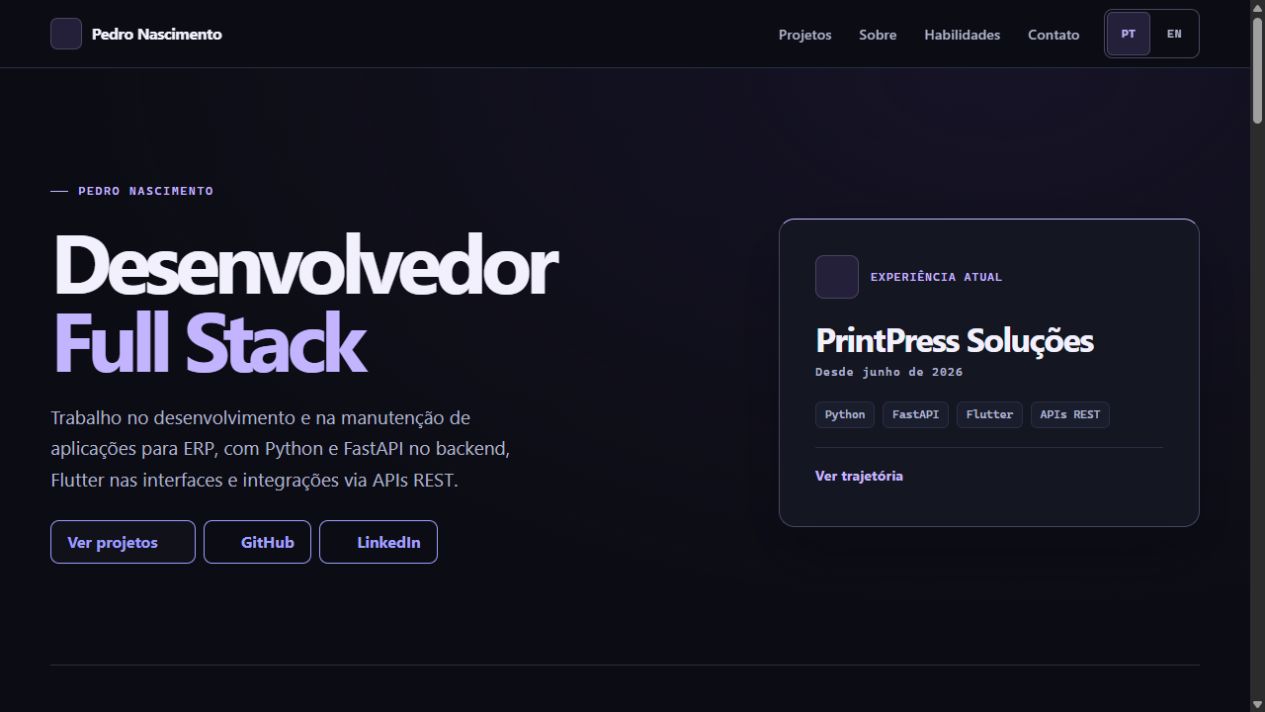 Pedro Nascimento
Projetos
Sobre
Habilidades
Contato
PT
EN
PEDRO NASCIMENTO
Desenvolvedor
Full Stack
Trabalho no desenvolvimento e na manutenção de
aplicações para ERP, com Python e FastAPI no backend,
Flutter nas interfaces e integrações via APIs REST.
Ver projetos
GitHub
LinkedIn
EXPERIÊNCIA ATUAL
PrintPress Soluções
Desde junho de 2026
Python
FastAPI
Flutter
APIs REST
Ver trajetória